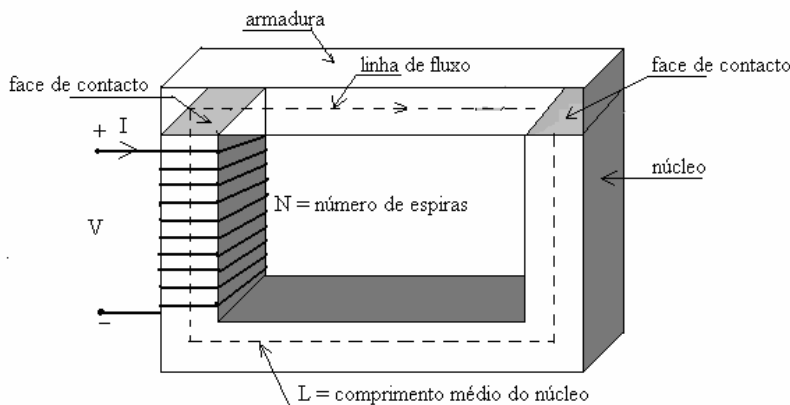 armadura
face de contacto
linha de fluxo
face de contacto
+ I
núcleo
N = número de espiras
V
–
L = comprimento médio do núcleo